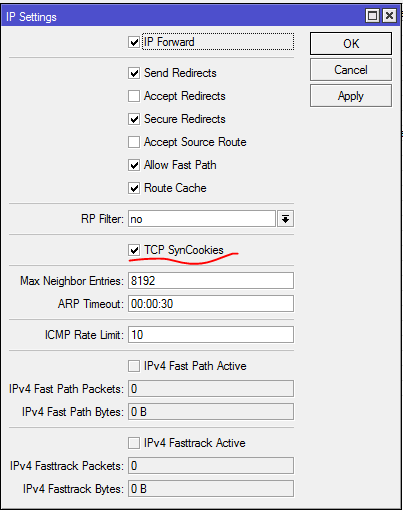 IP Settings
IP Forward
OK
Send Redirects
Cancel
Accept Redirects
Apply
Secure Redirects
Accept Source Route
Allow Fast Path
Route Cache
RP Filter: no
TCP SynCookies
Max Neighbor Entries: 8192
ARP Timeout: 00:00:30
ICMP Rate Limit: 10
IPv4 Fast Path Active
IPv4 Fast Path Packets: 0
IPv4 Fast Path Bytes: 0 B
IPv4 Fasttrack Active
IPv4 Fasttrack Packets: 0
IPv4 Fasttrack Bytes: 0 B